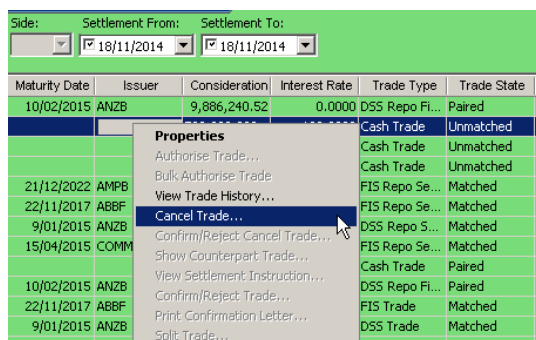 Side: Settlement From: Settlement To:
18/11/2014 18/11/2014
Maturity Date Issuer Consideration Interest Rate Trade Type Trade State
10/02/2015 ANZB 9,886,240.52 0.0000 DSS Repo Fi... Paired
Cash Trade Unmatched
Properties
Cash Trade Unmatched
Authorise Trade...
Cash Trade Unmatched
Bulk Authorise Trade
21/12/2022 AMPB FIS Repo Se... Matched
View Trade History...
22/11/2017 ABBF FIS Repo Se... Matched
Cancel Trade...
9/01/2015 ANZB DSS Repo S... Matched
Confirm/Reject Cancel Trade...
15/04/2015 COMM FIS Repo Se... Matched
Show Counterpart Trade...
Cash Trade Paired
View Settlement Instruction...
10/02/2015 ANZB DSS Repo Fi... Paired
Confirm/Reject Trade...
22/11/2017 ABBF FIS Trade Matched
Print Confirmation Letter...
9/01/2015 ANZB DSS Trade Matched
Split Trade...